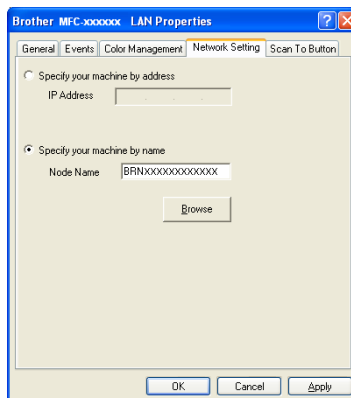 Brother MFC-xxxxxx LAN Properties
General Events Color Management Network Setting Scan To Button
Specify your machine by address
IP Address . . .
Specify your machine by name
Node Name BRNXXXXXXXXXXXX
Browse
OK Cancel Apply